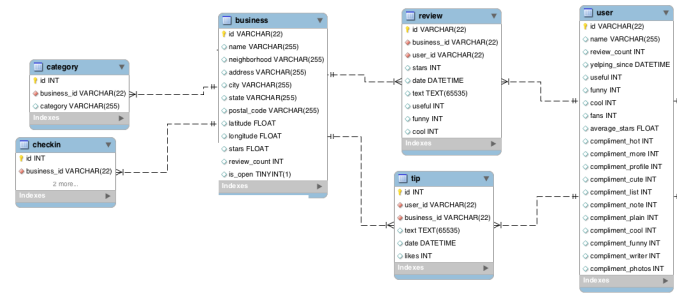 category
id INT
business_id VARCHAR(22)
category VARCHAR(255)
Indexes
checkin
id INT
business_id VARCHAR(22)
2 more...
Indexes
business
id VARCHAR(22)
name VARCHAR(255)
neighborhood VARCHAR(255)
address VARCHAR(255)
city VARCHAR(255)
state VARCHAR(255)
postal_code VARCHAR(255)
latitude FLOAT
longitude FLOAT
stars FLOAT
review_count INT
is_open TINYINT(1)
Indexes
review
id VARCHAR(22)
business_id VARCHAR(22)
user_id VARCHAR(22)
stars INT
date DATETIME
text TEXT(65535)
useful INT
funny INT
cool INT
Indexes
tip
id INT
user_id VARCHAR(22)
business_id VARCHAR(22)
text TEXT(65535)
date DATETIME
likes INT
Indexes
user
id VARCHAR(22)
name VARCHAR(255)
review_count INT
yelping_since DATETIME
useful INT
funny INT
cool INT
fans INT
average_stars FLOAT
compliment_hot INT
compliment_more INT
compliment_profile INT
compliment_cute INT
compliment_list INT
compliment_note INT
compliment_plain INT
compliment_cool INT
compliment_funny INT
compliment_writer INT
compliment_photos INT
Indexes